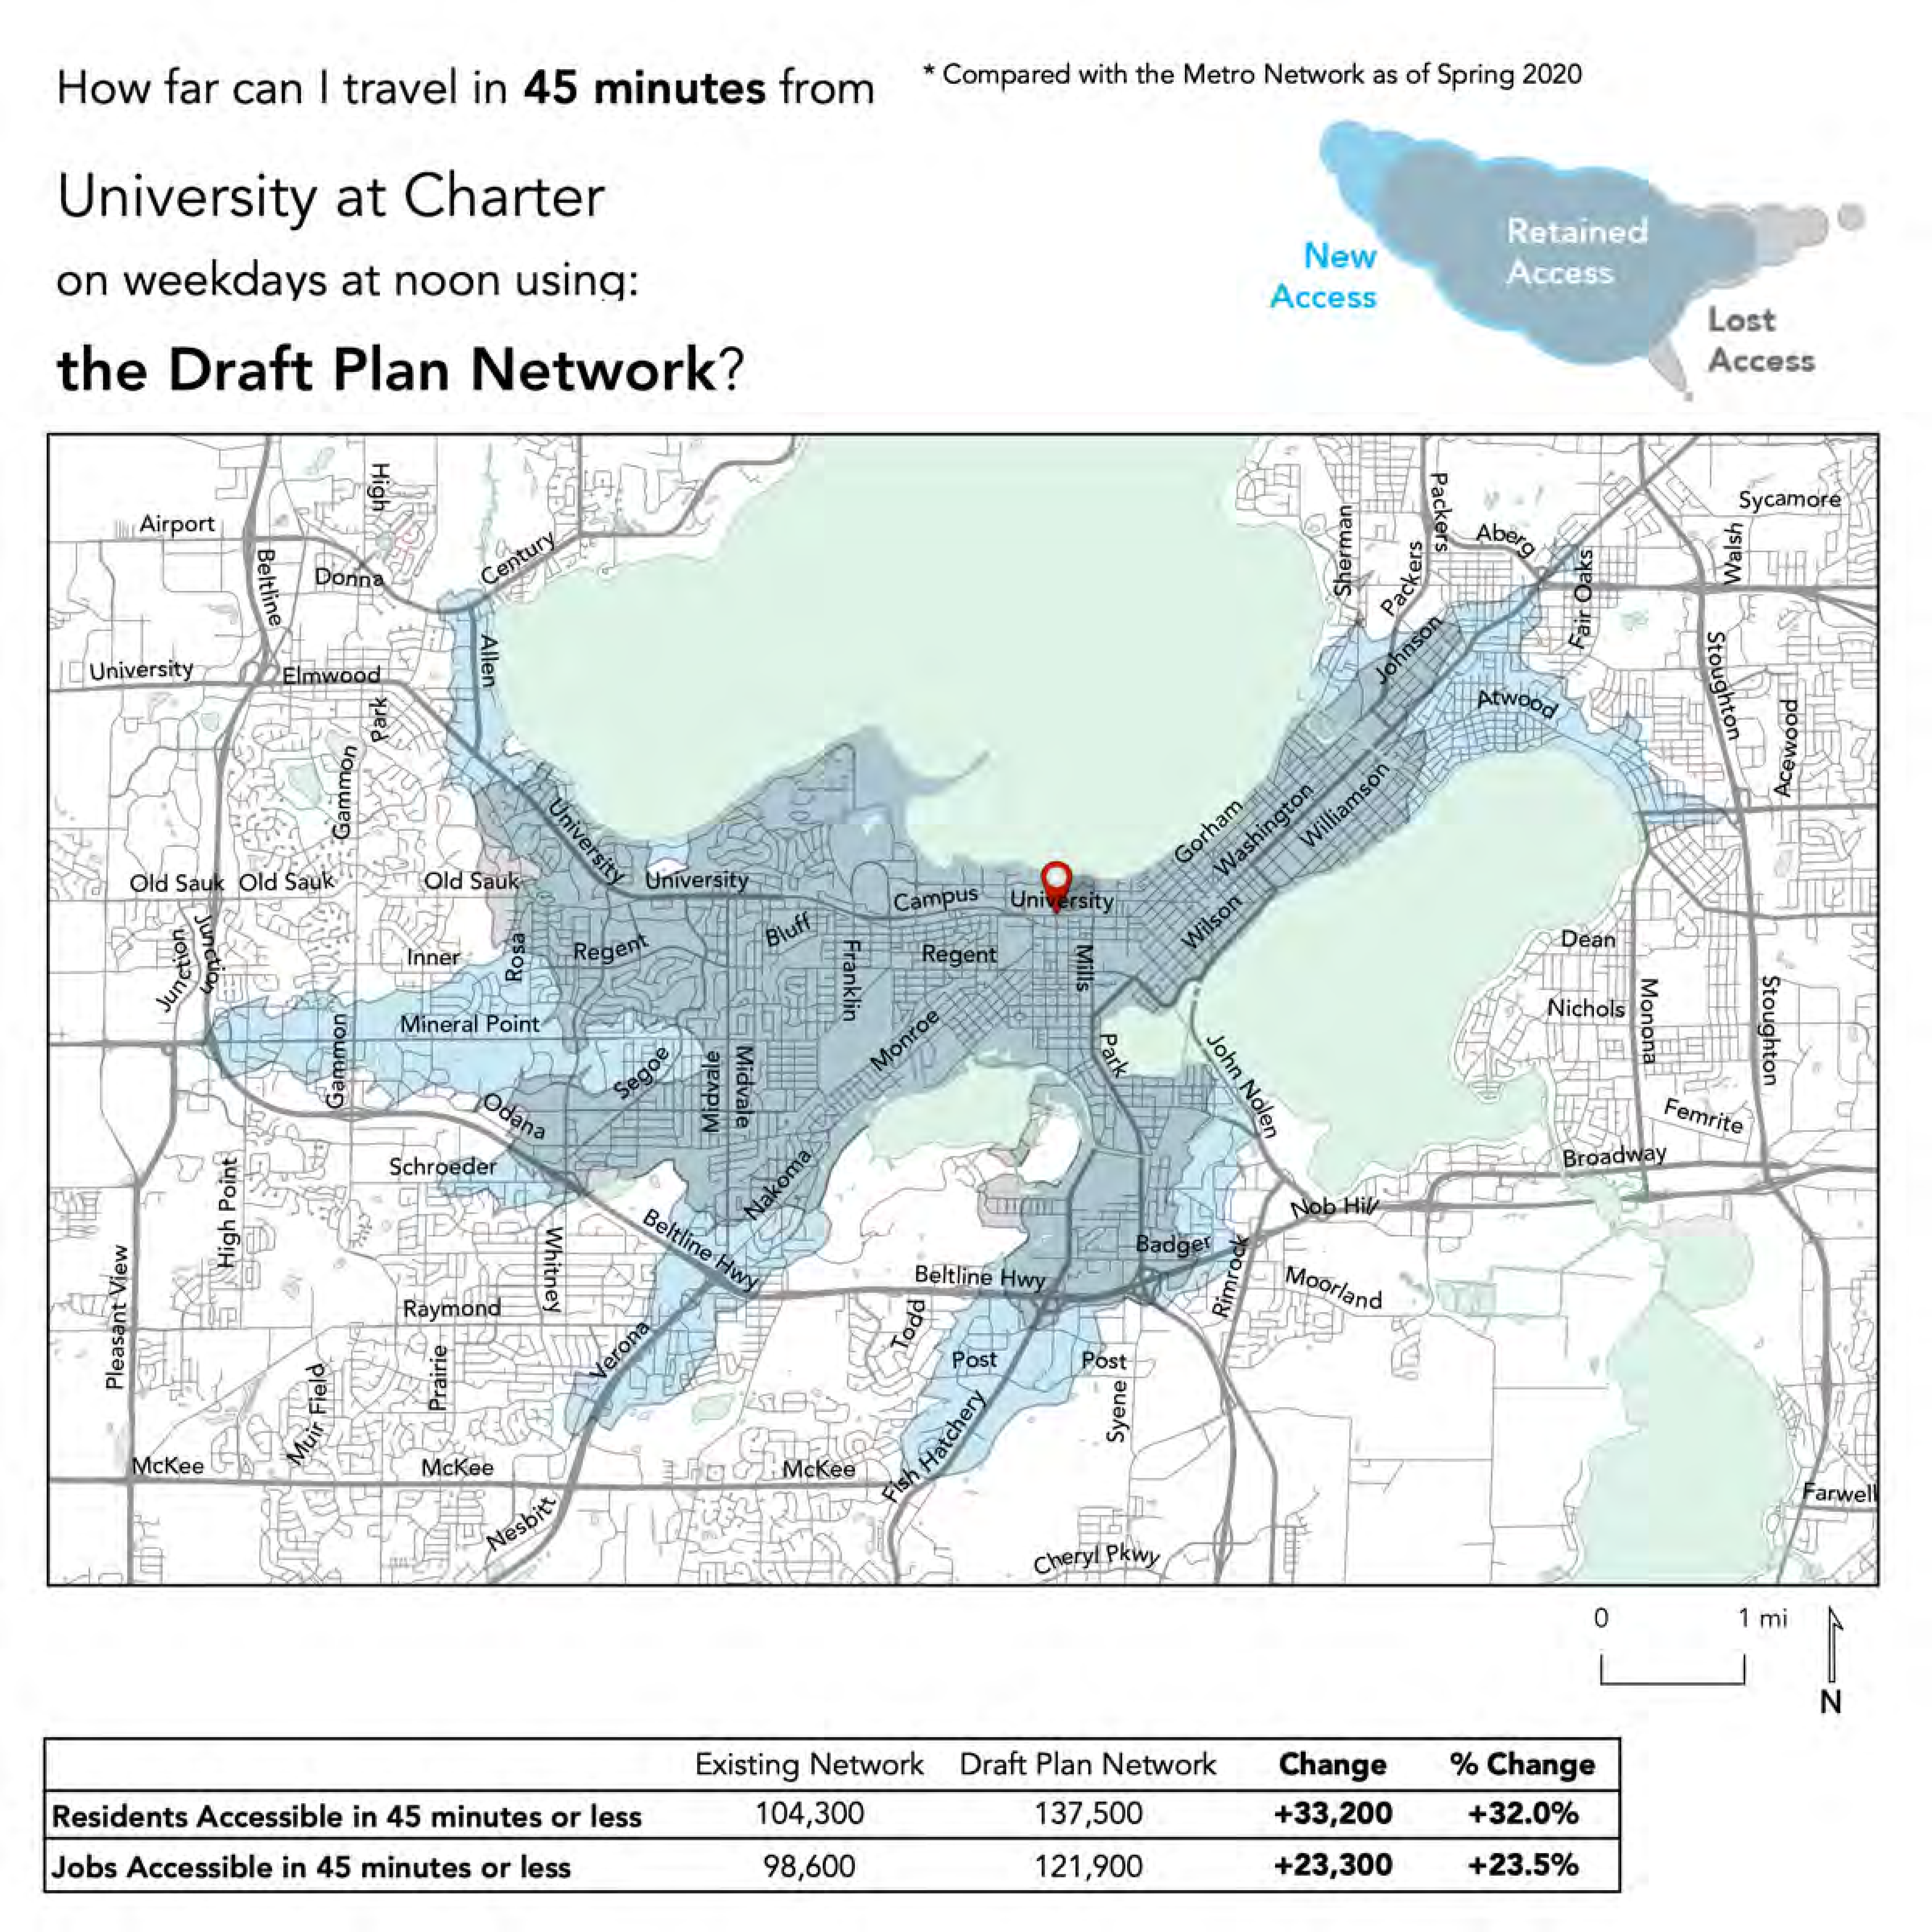 How far can I travel in 45 minutes from
* Compared with the Metro Network as of Spring 2020
University at Charter
on weekdays at noon using:
the Draft Plan Network?
New
Access
Retained
Access
Lost
Access
High
Airport
Beltline
Donna
Century
Allen
University
Elmwood
Park
Gammon
Sherman
Packers
Packers
Aberg
Fair Oaks
Sycamore
Walsh
Johnson
Atwood
Stoughton
Acewood
University
Gorham
Washington
Williamson
Wilson
Old Sauk
Old Sauk
Old Sauk
University
Campus
University
Junction
Junction
Inner
Rosa
Regent
Bluff
Franklin
Regent
Mills
Dean
Nichols
Monona
Stoughton
Gammon
Mineral Point
Segoe
Midvale
Midvale
Monroe
Park
John Nolen
Odana
Femrite
Broadway
Schroeder
High Point
Nakoma
Nob Hill
Beltline Hwy
Whitney
Badger
Beltline Hwy
Rimrock
Moorland
Pleasant View
Raymond
Verona
Todd
Post
Post
Syene
Prairie
Muir Field
Fish Hatchery
McKee
McKee
McKee
Nesbitt
Cheryl Pkwy
Farwell
0 1 mi
N
Existing Network Draft Plan Network Change % Change
Residents Accessible in 45 minutes or less 104,300 137,500 +33,200 +32.0%
Jobs Accessible in 45 minutes or less 98,600 121,900 +23,300 +23.5%